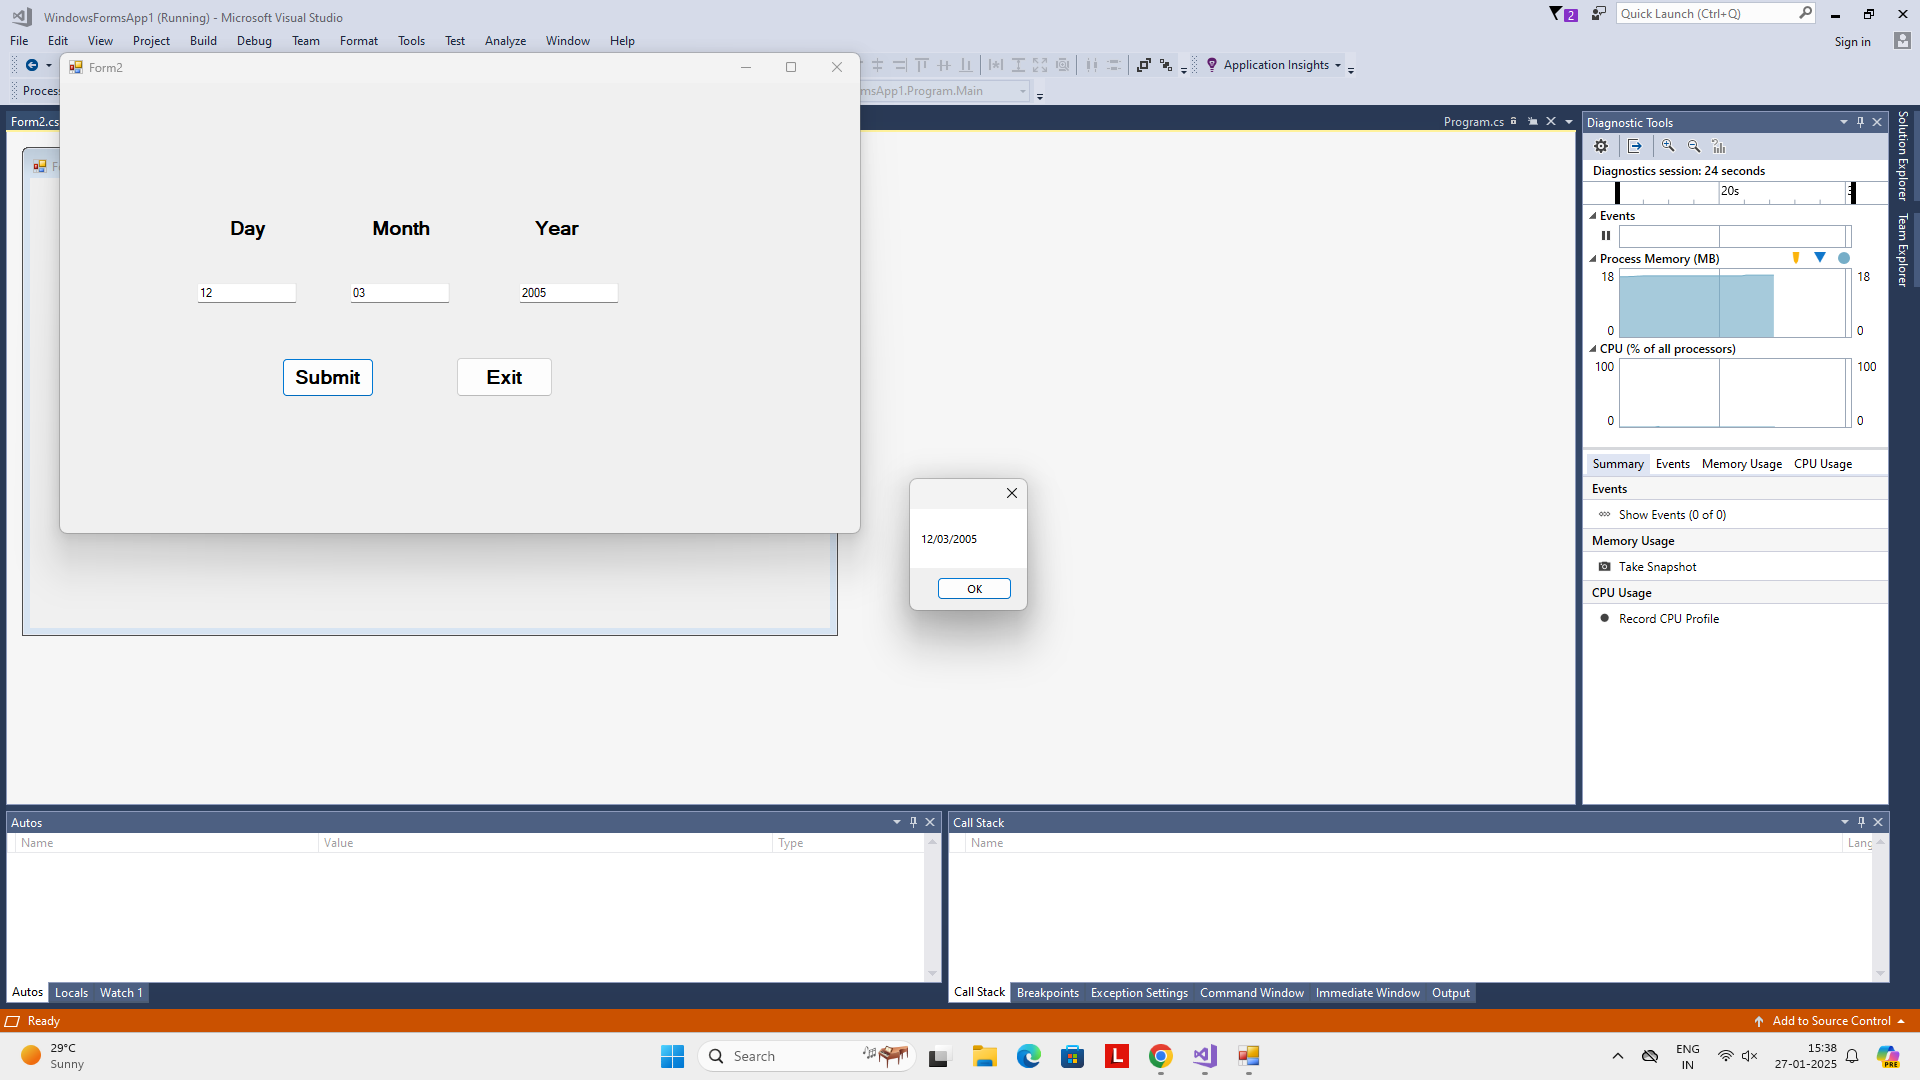 WindowsFormsApp1 (Running) - Microsoft Visual Studio
2
Quick Launch (Ctrl+Q)
File Edit View Project Build Debug Team Format Tools Test Analyze Window Help
Sign in
Form2
Application Insights
Proces
msApp1.Program.Main
Form2.cs
Program.cs
Day Month Year
12 03 2005
Submit Exit
12/03/2005
OK
Diagnostic Tools
Diagnostics session: 24 seconds
20s
Events
Process Memory (MB)
18 18
0 0
CPU (% of all processors)
100 100
0 0
Summary Events Memory Usage CPU Usage
Events
Show Events (0 of 0)
Memory Usage
Take Snapshot
CPU Usage
Record CPU Profile
Solution Explorer
Team Explorer
Autos
Name Value Type
Autos Locals Watch 1
Call Stack
Name Lang
Call Stack Breakpoints Exception Settings Command Window Immediate Window Output
Ready
Add to Source Control
29°C
Sunny
Search
L
ENG
IN
15:38
27-01-2025
PRE